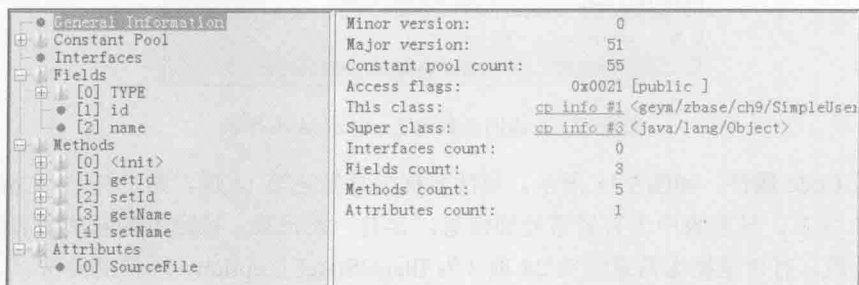 General Information
Constant Pool
Interfaces
Fields
[0] TYPE
[1] id
[2] name
Methods
[0] <init>
[1] getId
[2] setId
[3] getName
[4] setName
Attributes
[0] SourceFile
Minor version: 0
Major version: 51
Constant pool count: 55
Access flags: 0x0021 [public ]
This class: cp info #1 <geym/zbase/ch9/SimpleUser
Super class: cp info #3 <java/lang/Object>
Interfaces count: 0
Fields count: 3
Methods count: 5
Attributes count: 1